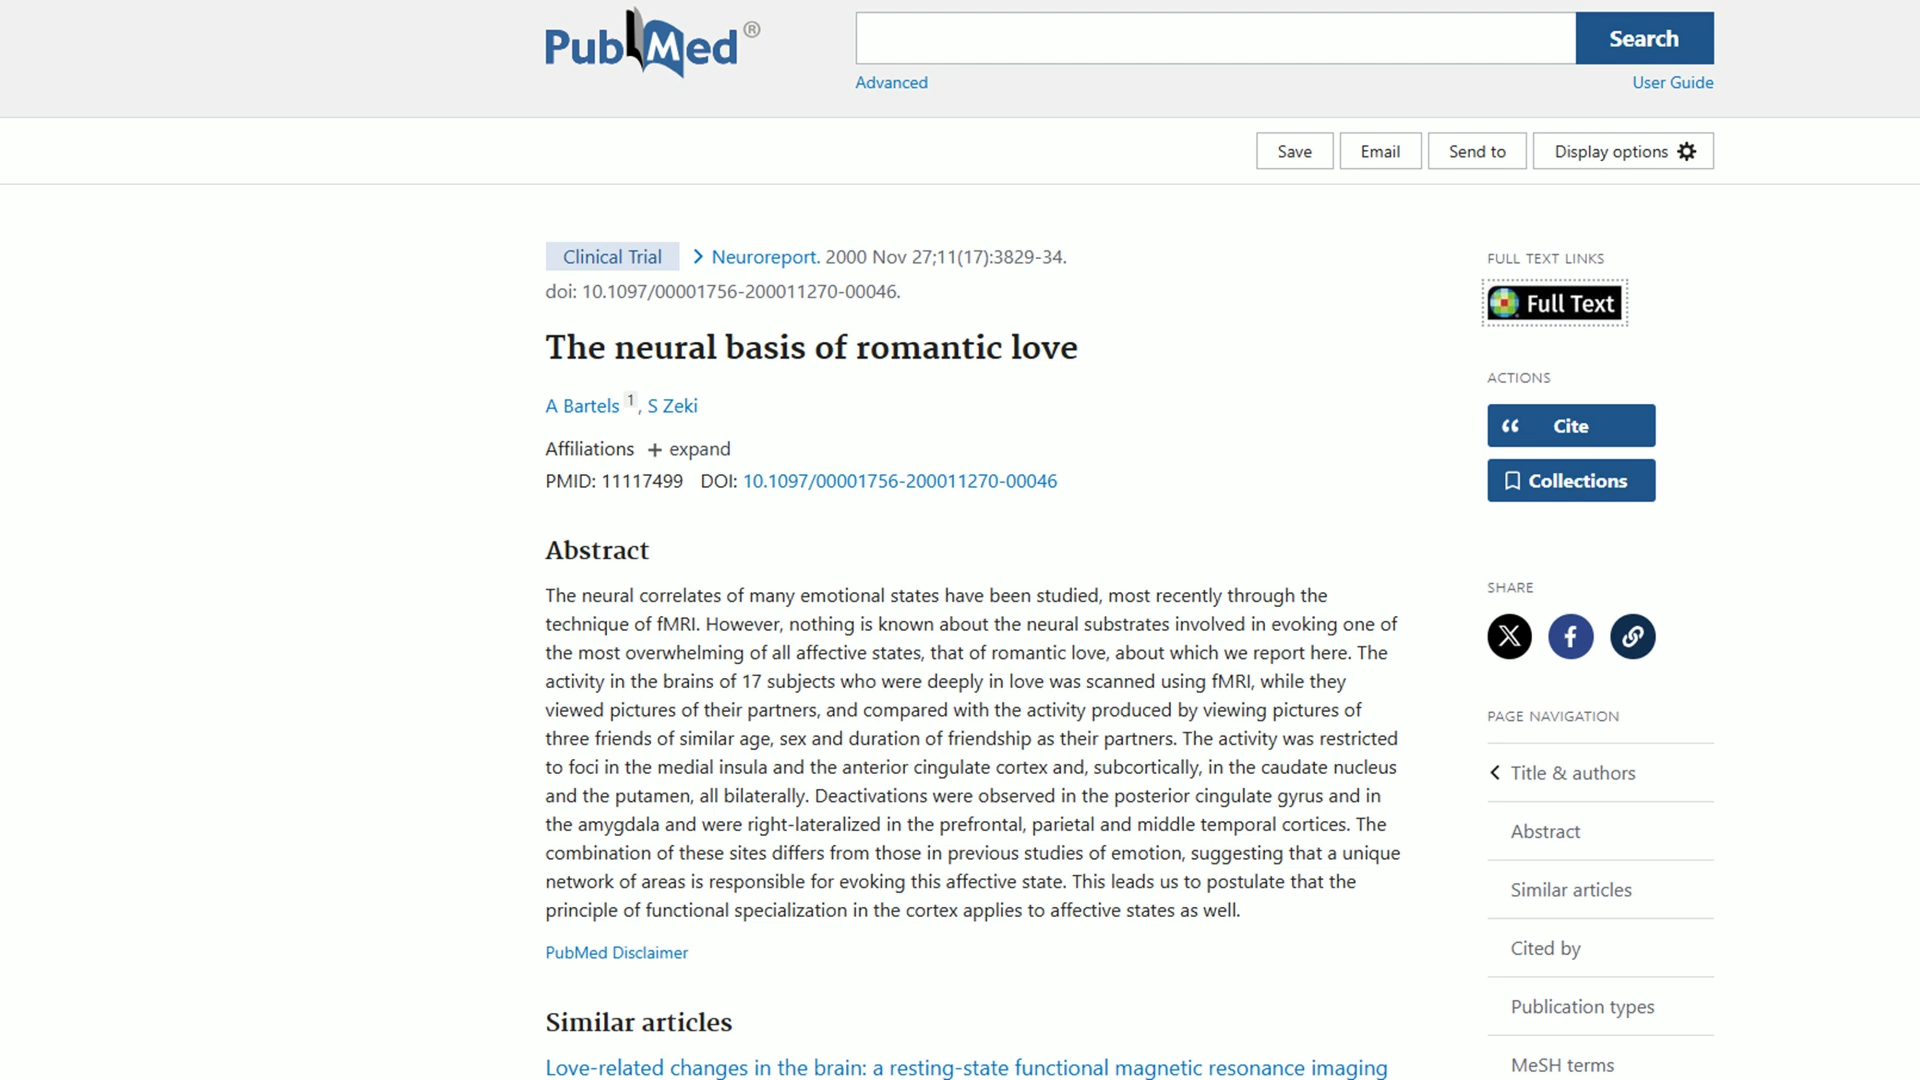 PubMed®
Search
Advanced
User Guide
Save
Email
Send to
Display options
Clinical Trial
Neuroreport. 2000 Nov 27;11(17):3829-34.
doi: 10.1097/00001756-200011270-00046.
The neural basis of romantic love
A Bartels 1, S Zeki
Affiliations + expand
PMID: 11117499 DOI: 10.1097/00001756-200011270-00046
Abstract
The neural correlates of many emotional states have been studied, most recently through the
technique of fMRI. However, nothing is known about the neural substrates involved in evoking one of
the most overwhelming of all affective states, that of romantic love, about which we report here. The
activity in the brains of 17 subjects who were deeply in love was scanned using fMRI, while they
viewed pictures of their partners, and compared with the activity produced by viewing pictures of
three friends of similar age, sex and duration of friendship as their partners. The activity was restricted
to foci in the medial insula and the anterior cingulate cortex and, subcortically, in the caudate nucleus
and the putamen, all bilaterally. Deactivations were observed in the posterior cingulate gyrus and in
the amygdala and were right-lateralized in the prefrontal, parietal and middle temporal cortices. The
combination of these sites differs from those in previous studies of emotion, suggesting that a unique
network of areas is responsible for evoking this affective state. This leads us to postulate that the
principle of functional specialization in the cortex applies to affective states as well.
PubMed Disclaimer
Similar articles
Love-related changes in the brain: a resting-state functional magnetic resonance imaging
FULL TEXT LINKS
Full Text
ACTIONS
Cite
Collections
SHARE
PAGE NAVIGATION
Title & authors
Abstract
Similar articles
Cited by
Publication types
MeSH terms